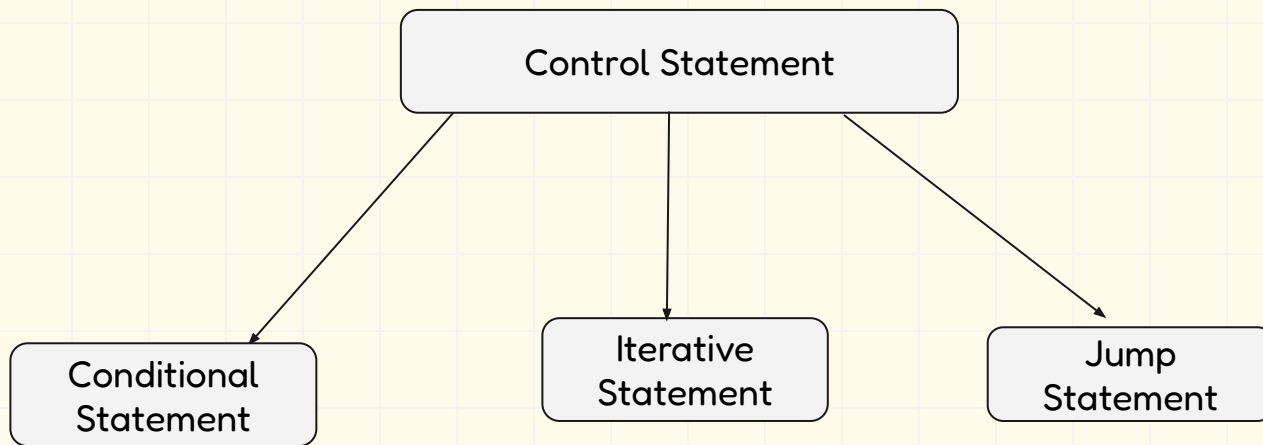 Control Statement
Conditional
Statement
Iterative
Statement
Jump
Statement